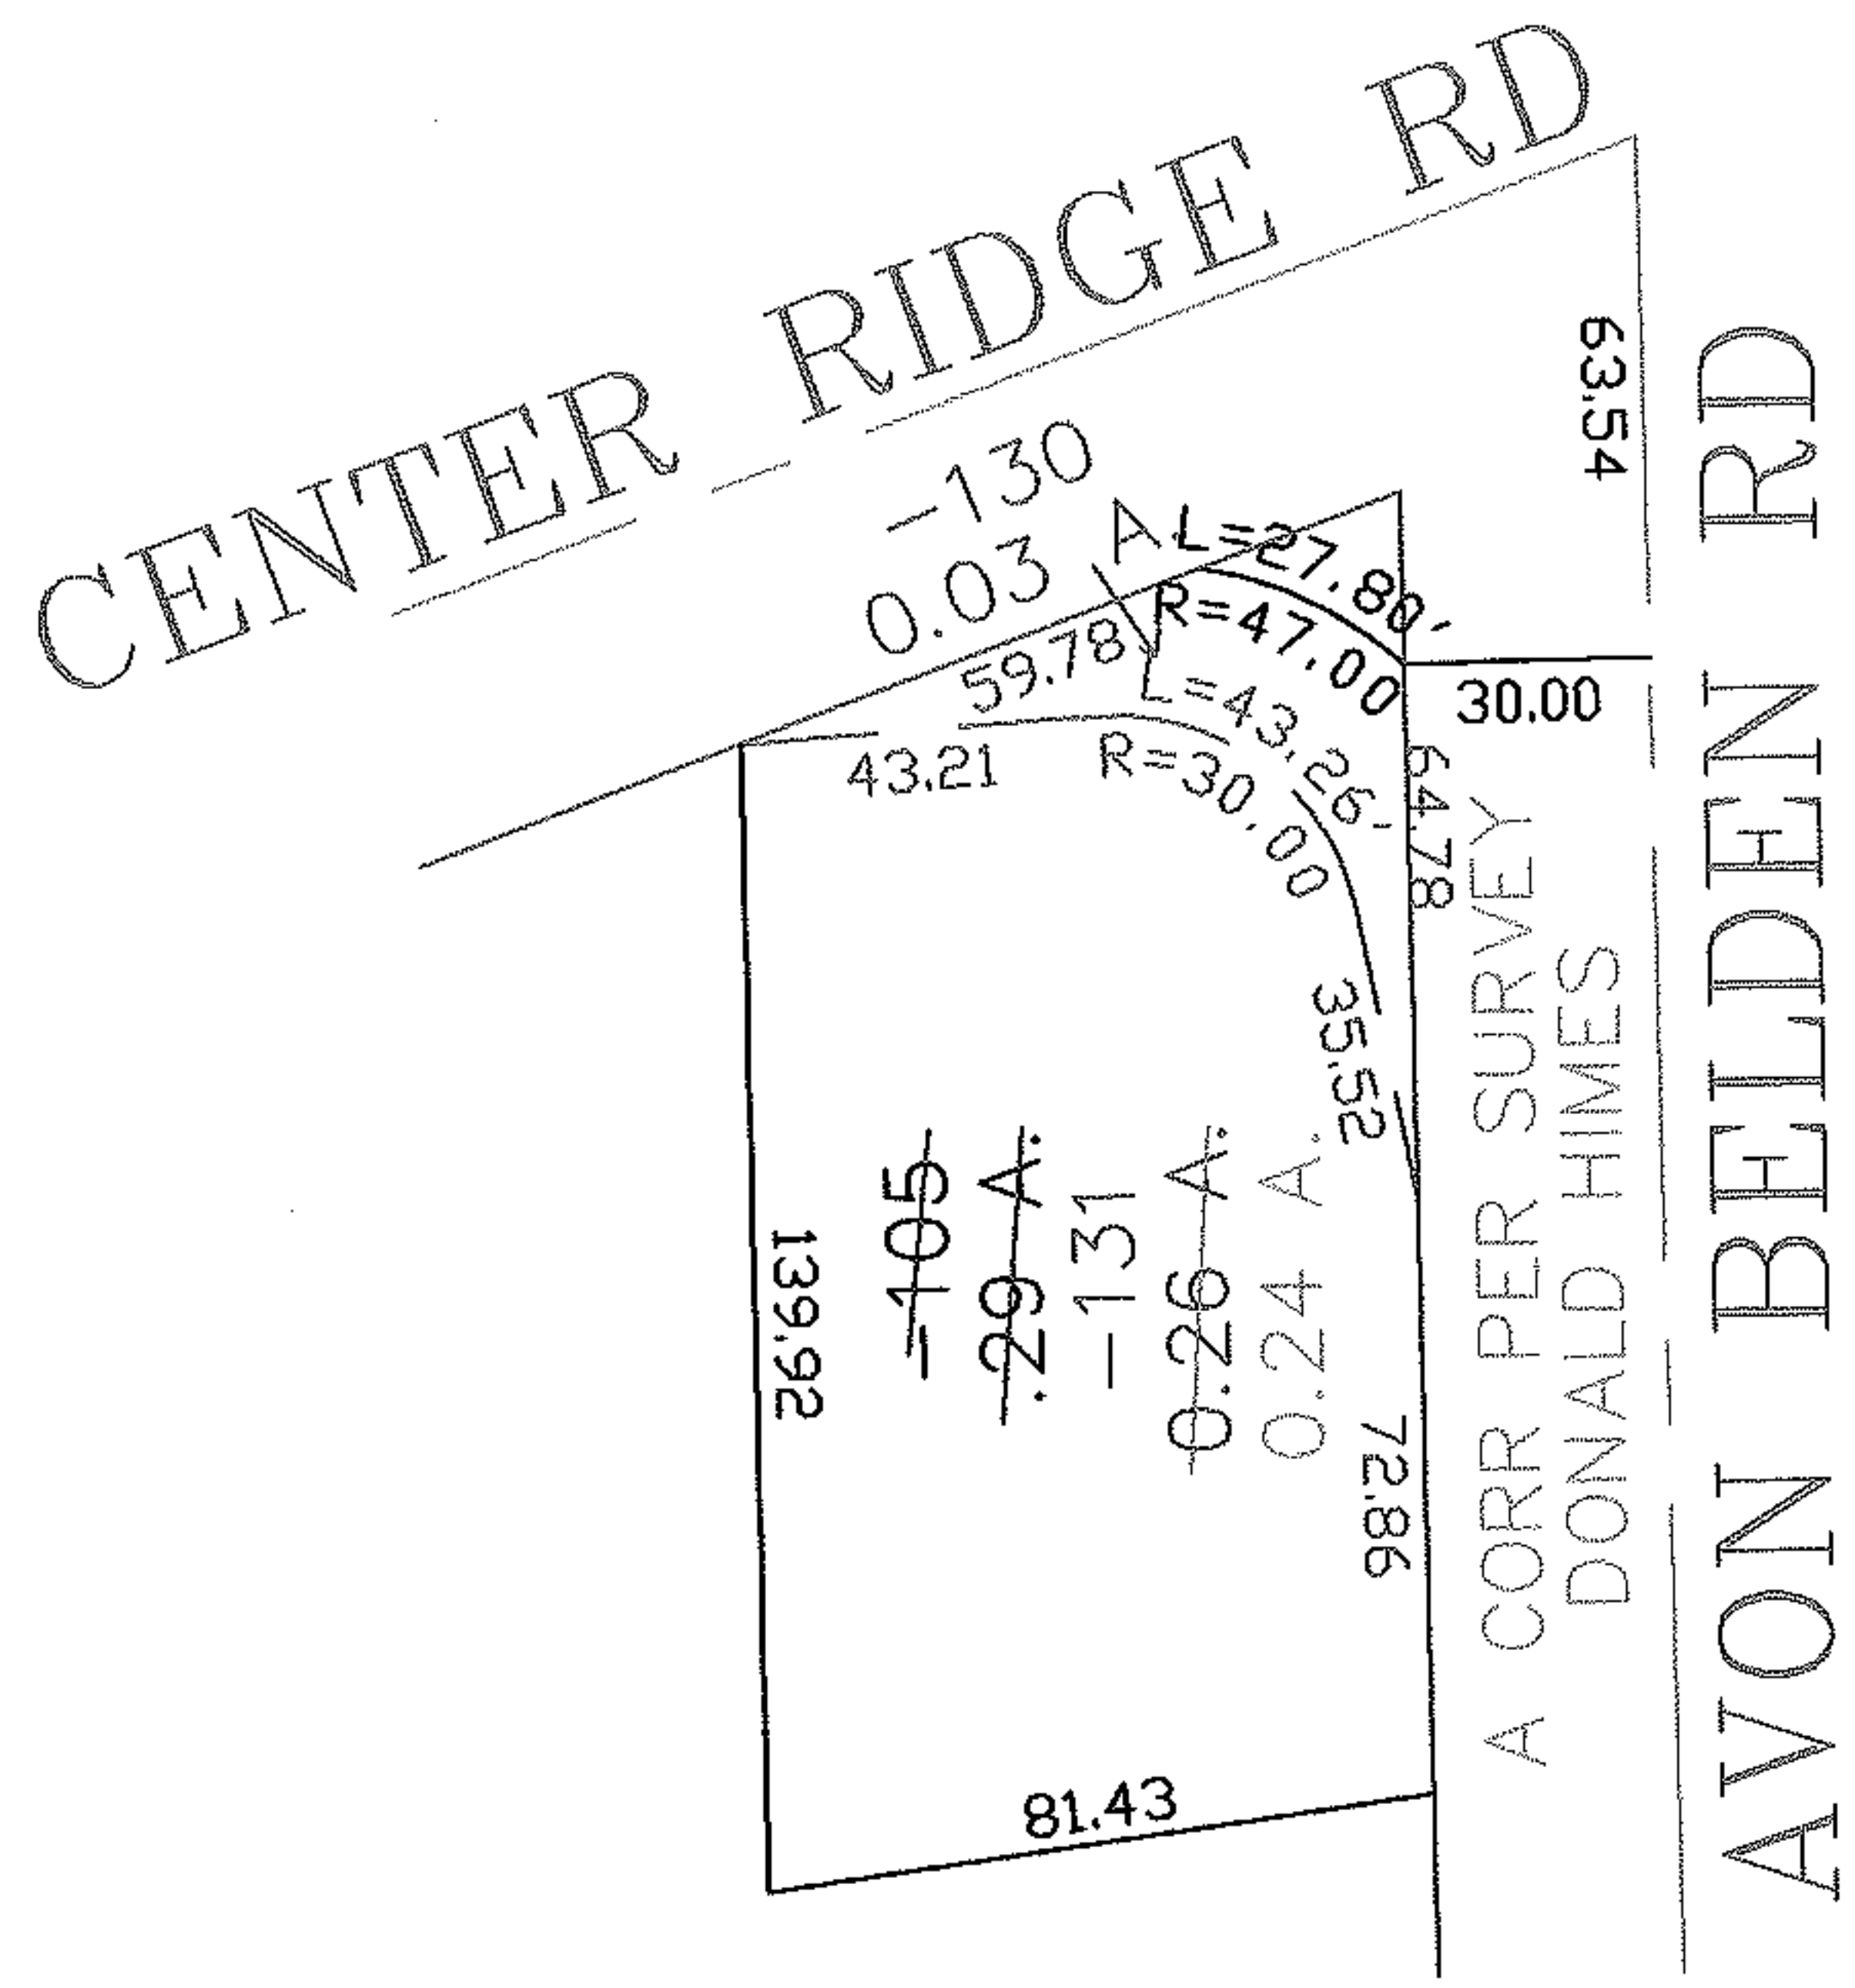 CENTER RIDGE RD
63.54
-130
0.03 A.
L=27.80'
R=47.00
59.78
30.00
L=43.26'
R=30.00
43.21
64.78
35.52
-105
.29 A.
-131
0.26 A.
0.24 A.
139.92
72.86
81.43
A CORR PER SURVEY
DONALD HIMES
AVON BELDEN RD